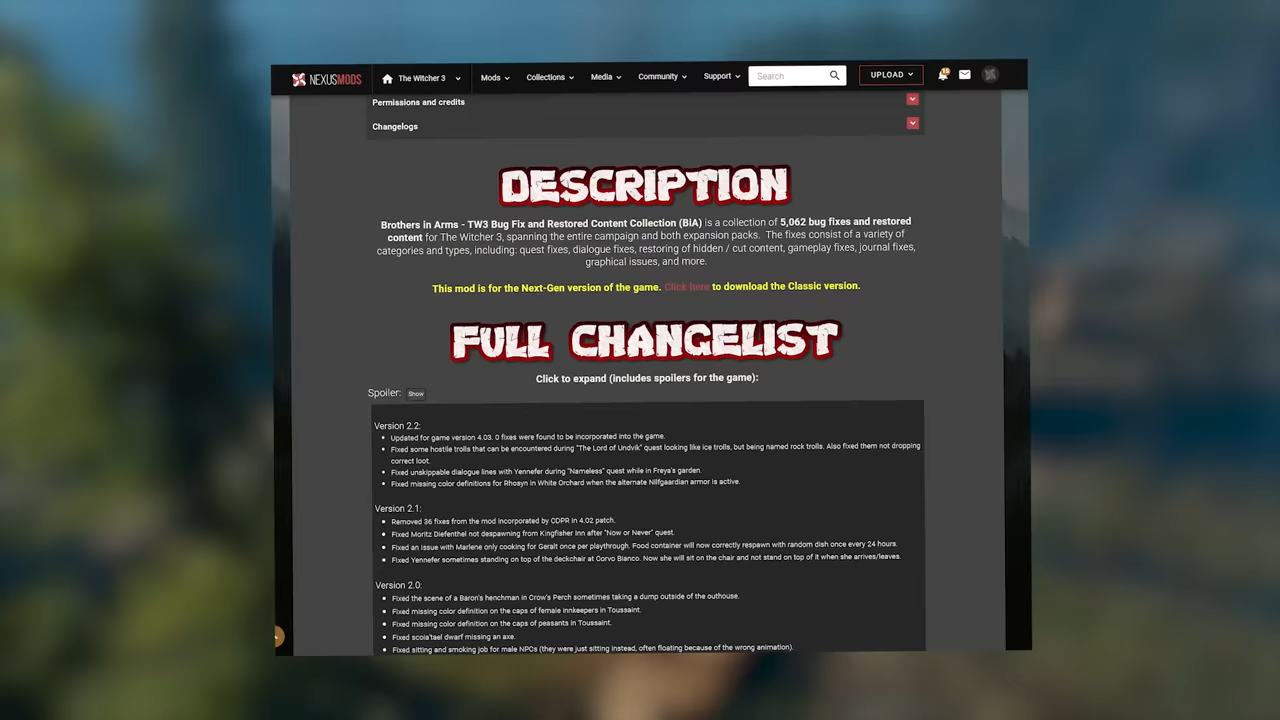 NEXUSMODS The Witcher 3 Mods Collections Media Community Support Search UPLOAD
Permissions and credits
Changelogs
DESCRIPTION
Brothers in Arms - TW3 Bug Fix and Restored Content Collection (BiA) is a collection of 5,062 bug fixes and restored
content for The Witcher 3, spanning the entire campaign and both expansion packs. The fixes consist of a variety of
categories and types, including: quest fixes, dialogue fixes, restoring of hidden / cut content, gameplay fixes, journal fixes,
graphical issues, and more.
This mod is for the Next-Gen version of the game. Click here to download the Classic version.
FULL CHANGELIST
Click to expand (includes spoilers for the game):
Spoiler: Show
Version 2.2:
Updated for game version 4.03. 0 fixes were found to be incorporated into the game.
Fixed some hostile trolls that can be encountered during "The Lord of Undvik" quest looking like ice trolls, but being named rock trolls. Also fixed them not dropping
correct loot.
Fixed unskippable dialogue lines with Yennefer during "Nameless" quest while in Freya's garden.
Fixed missing color definitions for Rhosyn in White Orchard when the alternate Nilfgaardian armor is active.
Version 2.1:
Removed 36 fixes from the mod incorporated by CDPR in 4.02 patch.
Fixed Moritz Diefenthel not despawning from Kingfisher Inn after "Now or Never" quest.
Fixed an issue with Marlene only cooking for Geralt once per playthrough. Food container will now correctly respawn with random dish once every 24 hours.
Fixed Yennefer sometimes standing on top of the deckchair at Corvo Bianco. Now she will sit on the chair and not stand on top of it when she arrives/leaves.
Version 2.0:
Fixed the scene of a Baron's henchman in Crow's Perch sometimes taking a dump outside of the outhouse.
Fixed missing color definition on the caps of female innkeepers in Toussaint.
Fixed missing color definition on the caps of peasants in Toussaint.
Fixed scoia'tael dwarf missing an axe.
Fixed sitting and smoking job for male NPCs (they were just sitting instead, often floating because of the wrong animation).